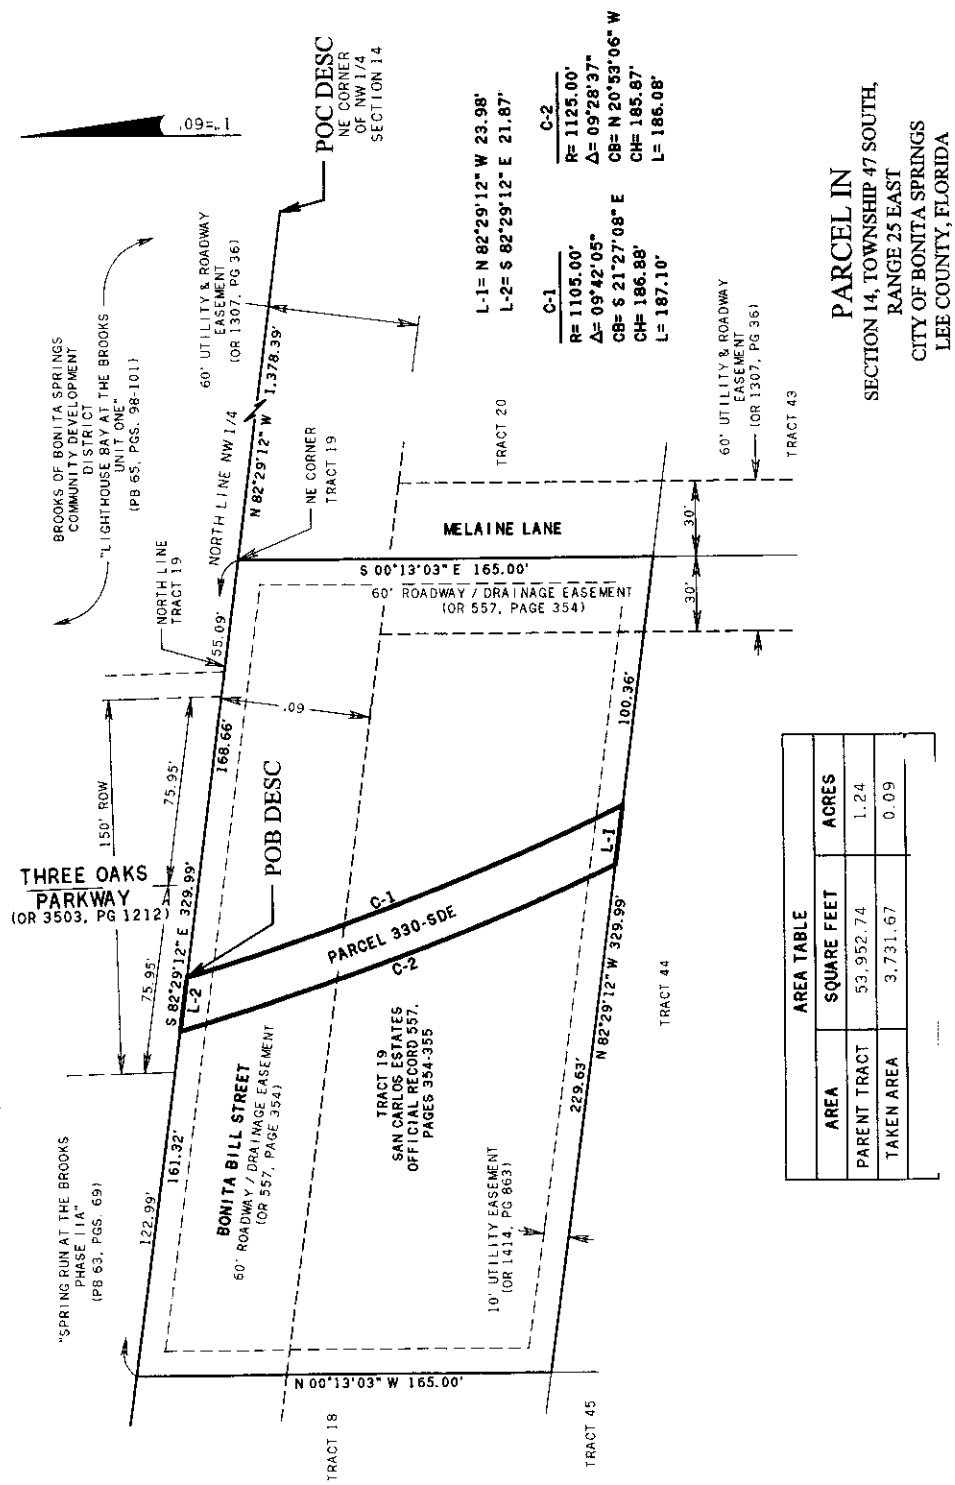 1"=60'
POC DESC
NE CORNER
OF NW 1/4
SECTION 14
BROOKS OF BONITA SPRINGS
COMMUNITY DEVELOPMENT
DISTRICT
"LIGHTHOUSE BAY AT THE BROOKS
UNIT ONE"
(PB 65, PGS. 98-101)
60' UTILITY & ROADWAY
EASEMENT
(OR 1307, PG 36)
N 82°29'12" W 1,378.39'
NORTH LINE NW 1/4
NE CORNER
TRACT 19
NORTH LINE
TRACT 19
55.09'
THREE OAKS
PARKWAY
(OR 3503, PG 1212)
150' ROW
75.95'
75.95'
168.66'
S 82°29'12" E 329.99'
60'
POB DESC
L-2
C-1
PARCEL 330-SDE
C-2
L-1
"SPRING RUN AT THE BROOKS
PHASE IIA"
(PB 63, PGS. 69)
122.99'
161.32'
BONITA BILL STREET
60' ROADWAY / DRAINAGE EASEMENT
(OR 557, PAGE 354)
TRACT 19
SAN CARLOS ESTATES
OFFICIAL RECORD 557,
PAGES 354-355
10' UTILITY EASEMENT
(OR 1414, PG 863)
N 00°13'03" W 165.00'
TRACT 18
TRACT 45
229.63'
N 82°29'12" W 329.99'
TRACT 44
100.36'
S 00°13'03" E 165.00'
60' ROADWAY / DRAINAGE EASEMENT
(OR 557, PAGE 354)
MELAINE LANE
TRACT 20
30'
30'
60' UTILITY & ROADWAY
EASEMENT
(OR 1307, PG 36)
TRACT 43
L-1= N 82°29'12" W 23.98'
L-2= S 82°29'12" E 21.87'
C-1
R= 1105.00'
Δ= 09°42'05"
CB= S 21°27'08" E
CH= 186.88'
L= 187.10'
C-2
R= 1125.00'
Δ= 09°28'37"
CB= N 20°53'06" W
CH= 185.87'
L= 186.08'
PARCEL IN
SECTION 14, TOWNSHIP 47 SOUTH,
RANGE 25 EAST
CITY OF BONITA SPRINGS
LEE COUNTY, FLORIDA
AREA TABLE
AREA SQUARE FEET ACRES
PARENT TRACT 53,952.74 1.24
TAKEN AREA 3,731.67 0.09